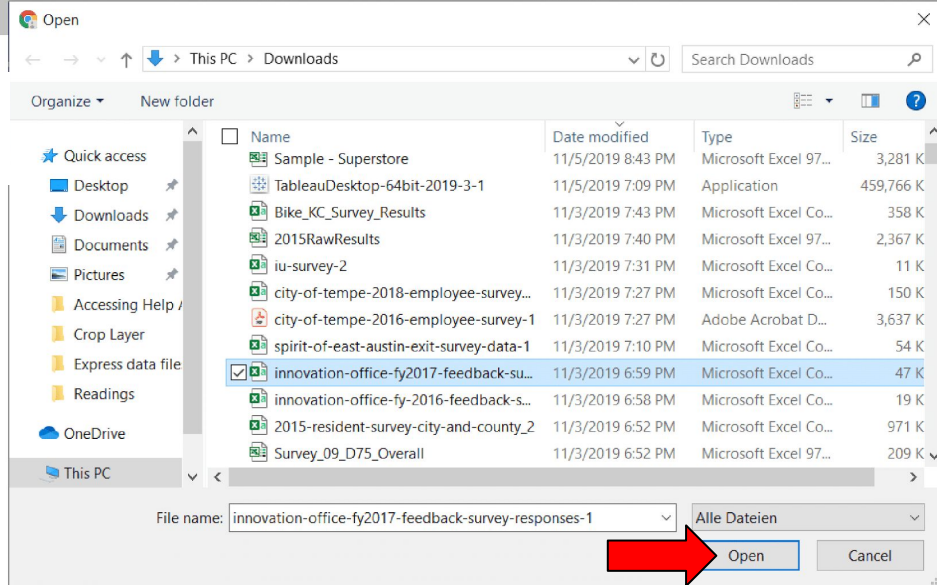 Open
This PC > Downloads
Search Downloads
Organize
New folder
Name Date modified Type Size
Quick access
Desktop
Downloads
Documents
Pictures
Accessing Help
Crop Layer
Express data file
Readings
OneDrive
This PC
Sample - Superstore 11/5/2019 8:43 PM Microsoft Excel 97... 3,281 K
TableauDesktop-64bit-2019-3-1 11/5/2019 7:09 PM Application 459,766 K
Bike_KC_Survey_Results 11/3/2019 7:43 PM Microsoft Excel Co... 358 K
2015RawResults 11/3/2019 7:40 PM Microsoft Excel 97... 2,367 K
iu-survey-2 11/3/2019 7:31 PM Microsoft Excel Co... 11 K
city-of-tempe-2018-employee-survey... 11/3/2019 7:27 PM Microsoft Excel Co... 150 K
city-of-tempe-2016-employee-survey-1 11/3/2019 7:27 PM Adobe Acrobat D... 3,637 K
spirit-of-east-austin-exit-survey-data-1 11/3/2019 7:10 PM Microsoft Excel Co... 54 K
innovation-office-fy2017-feedback-su... 11/3/2019 6:59 PM Microsoft Excel Co... 47 K
innovation-office-fy-2016-feedback-s... 11/3/2019 6:58 PM Microsoft Excel Co... 19 K
2015-resident-survey-city-and-county_2 11/3/2019 6:52 PM Microsoft Excel Co... 971 K
Survey_09_D75_Overall 11/3/2019 6:52 PM Microsoft Excel 97... 209 K
File name: innovation-office-fy2017-feedback-survey-responses-1
Alle Dateien
Open
Cancel